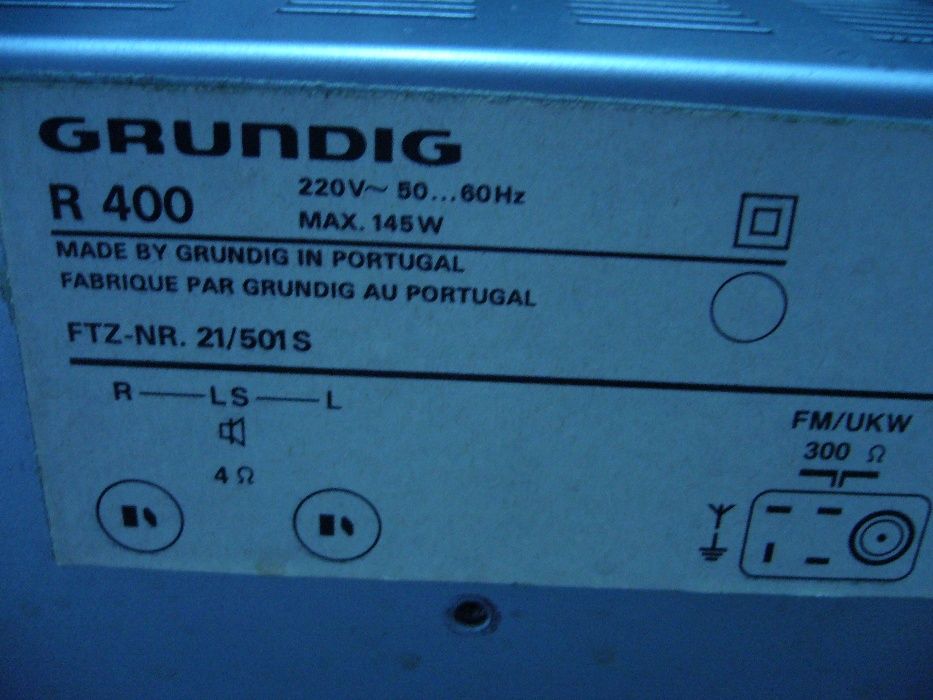 GRUNDIG
R 400
220V~ 50...60Hz
MAX. 145W
MADE BY GRUNDIG IN PORTUGAL
FABRIQUE PAR GRUNDIG AU PORTUGAL
FTZ-NR. 21/501 S
R LS L
4 Ω
FM/UKW
300 Ω